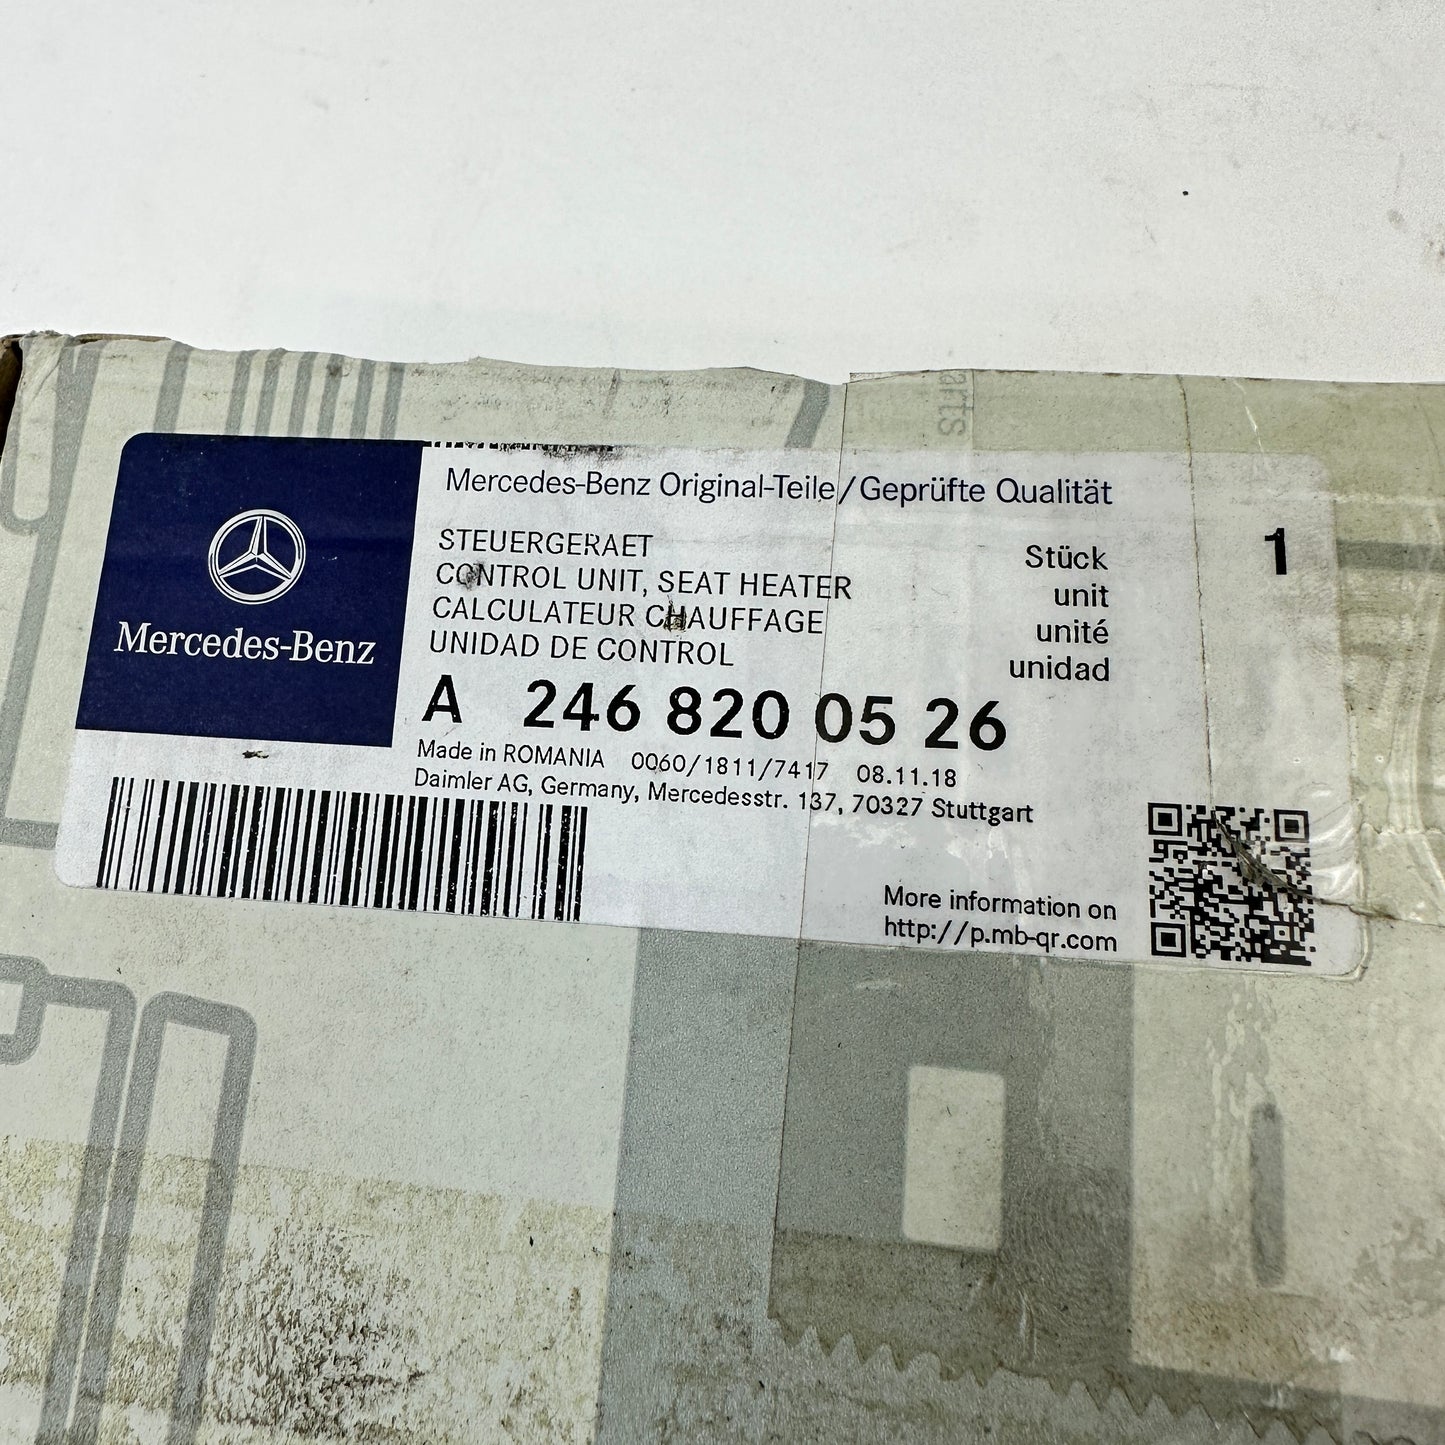 Mercedes-Benz Original-Teile/Geprüfte Qualität
STEUERGERAET
CONTROL UNIT, SEAT HEATER
CALCULATEUR CHAUFFAGE
UNIDAD DE CONTROL
Stück
unit
unité
unidad
1
Mercedes-Benz
A 246 820 05 26
Made in ROMANIA 0060/1811/7417 08.11.18
Daimler AG, Germany, Mercedesstr. 137, 70327 Stuttgart
More information on
http://p.mb-qr.com